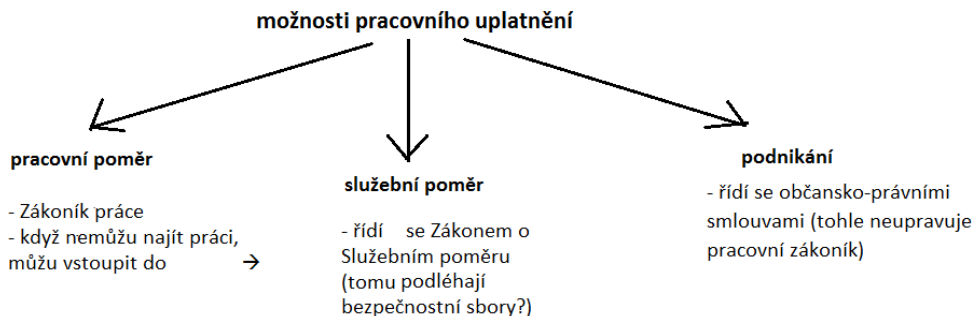 možnosti pracovního uplatnění
pracovní poměr
- Zákoník práce
- když nemůžu najít práci,
můžu vstoupit do →
služební poměr
- řídí se Zákonem o
Služebním poměru
(tomu podléhají
bezpečnostní sbory?)
podnikání
- řídí se občansko-právními
smlouvami (tohle neupravuje
pracovní zákoník)